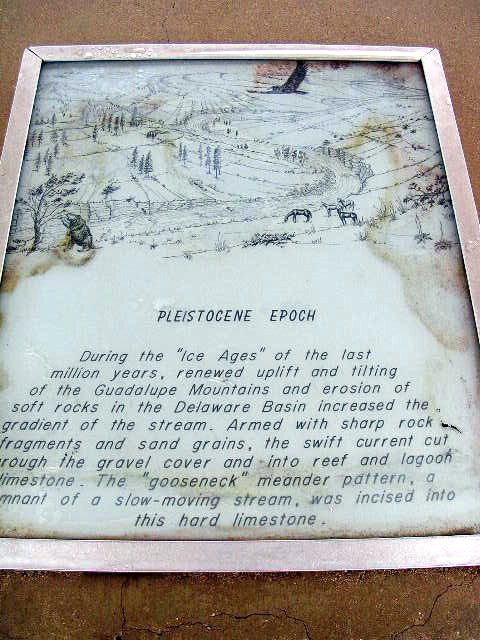 PLEISTOCENE EPOCH
During the "Ice Ages" of the last
million years, renewed uplift and tilting
of the Guadalupe Mountains and erosion of
soft rocks in the Delaware Basin increased the
gradient of the stream. Armed with sharp rock
fragments and sand grains, the swift current cut
rough the gravel cover and into reef and lagoon
limestone. The "gooseneck" meander pattern, a
mnant of a slow-moving stream, was incised into
this hard limestone.